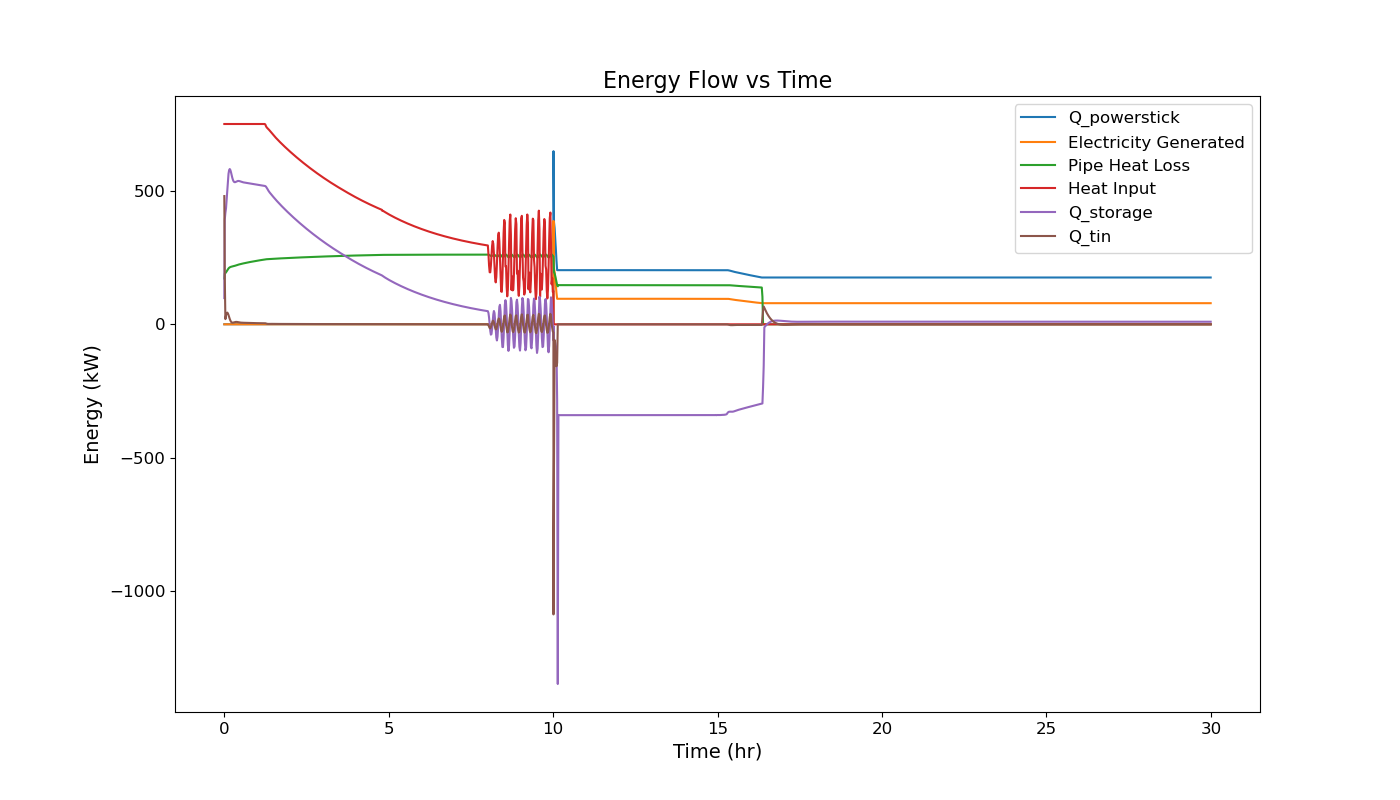 Energy Flow vs Time
Q_powerstick
Electricity Generated
Pipe Heat Loss
Heat Input
Q_storage
Q_tin
500
0
−500
−1000
Energy (kW)
0 5 10 15 20 25 30
Time (hr)